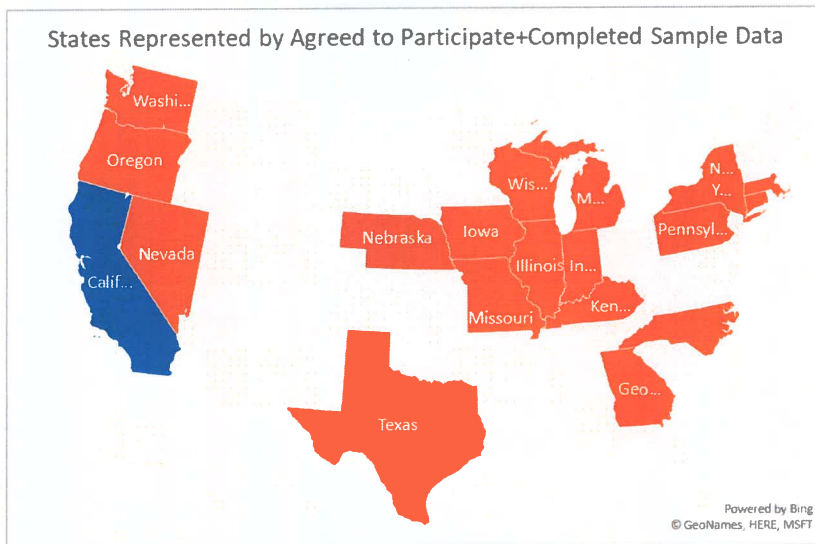 States Represented by Agreed to Participate+Completed Sample Data
Washi...
Oregon
Nevada
Calif...
Nebraska
Iowa
Wis...
M...
Illinois
In...
Missouri
Ken...
N...
Y...
Pennsyl...
Geo...
Texas
Powered by Bing
© GeoNames, HERE, MSFT